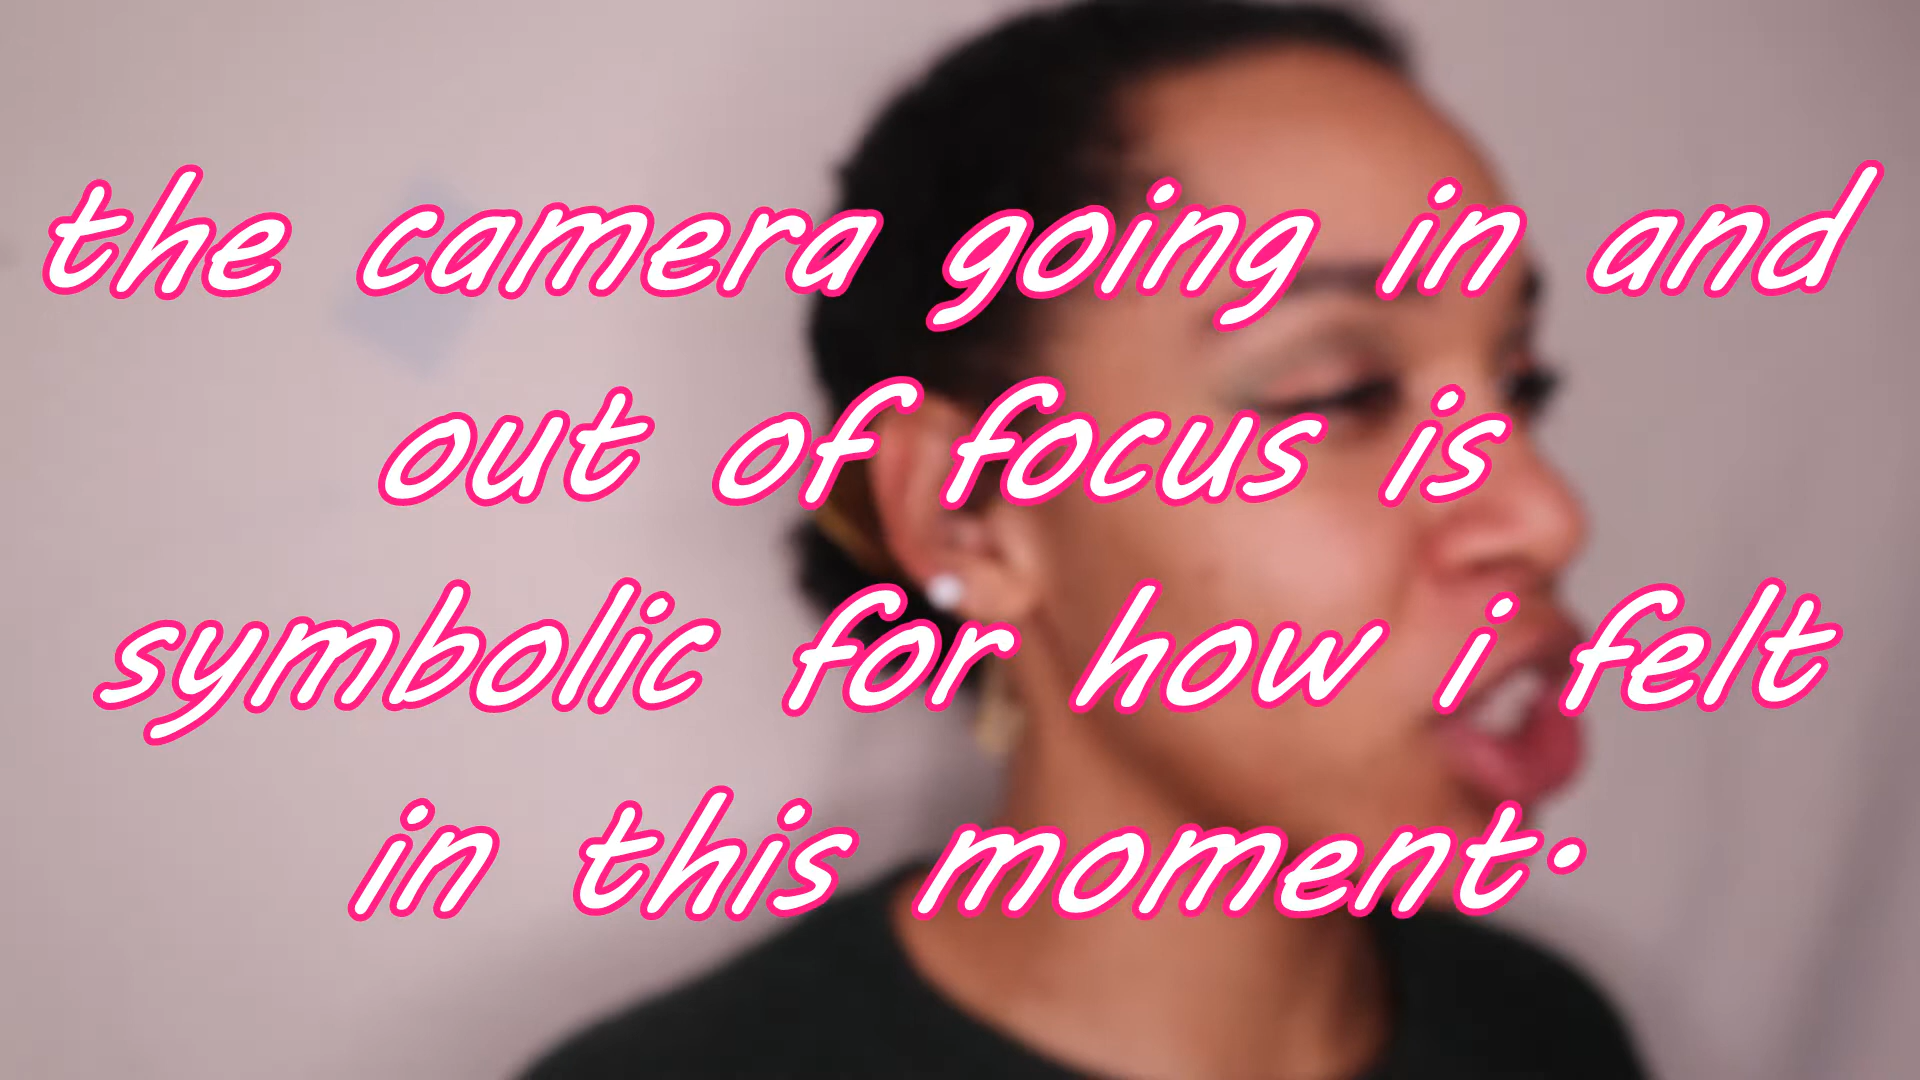 the camera going in and
out of focus is
symbolic for how i felt
in this moment.